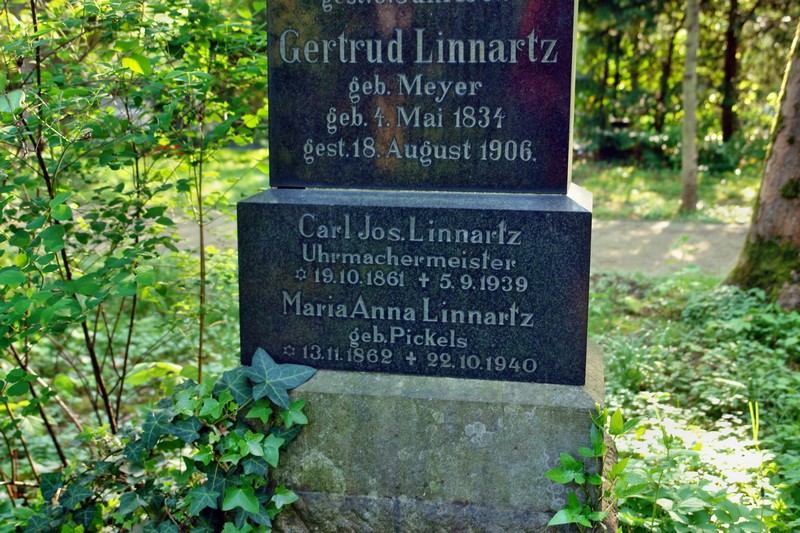 Gertrud Linnartz
geb. Meyer
geb. 4. Mai 1834
gest. 18. August 1906.
Carl Jos. Linnartz
Uhrmachermeister
✡ 19.10.1861 ✝ 5.9.1939
Maria Anna Linnartz
geb. Pickels
✡ 13.11.1862 ✝ 22.10.1940